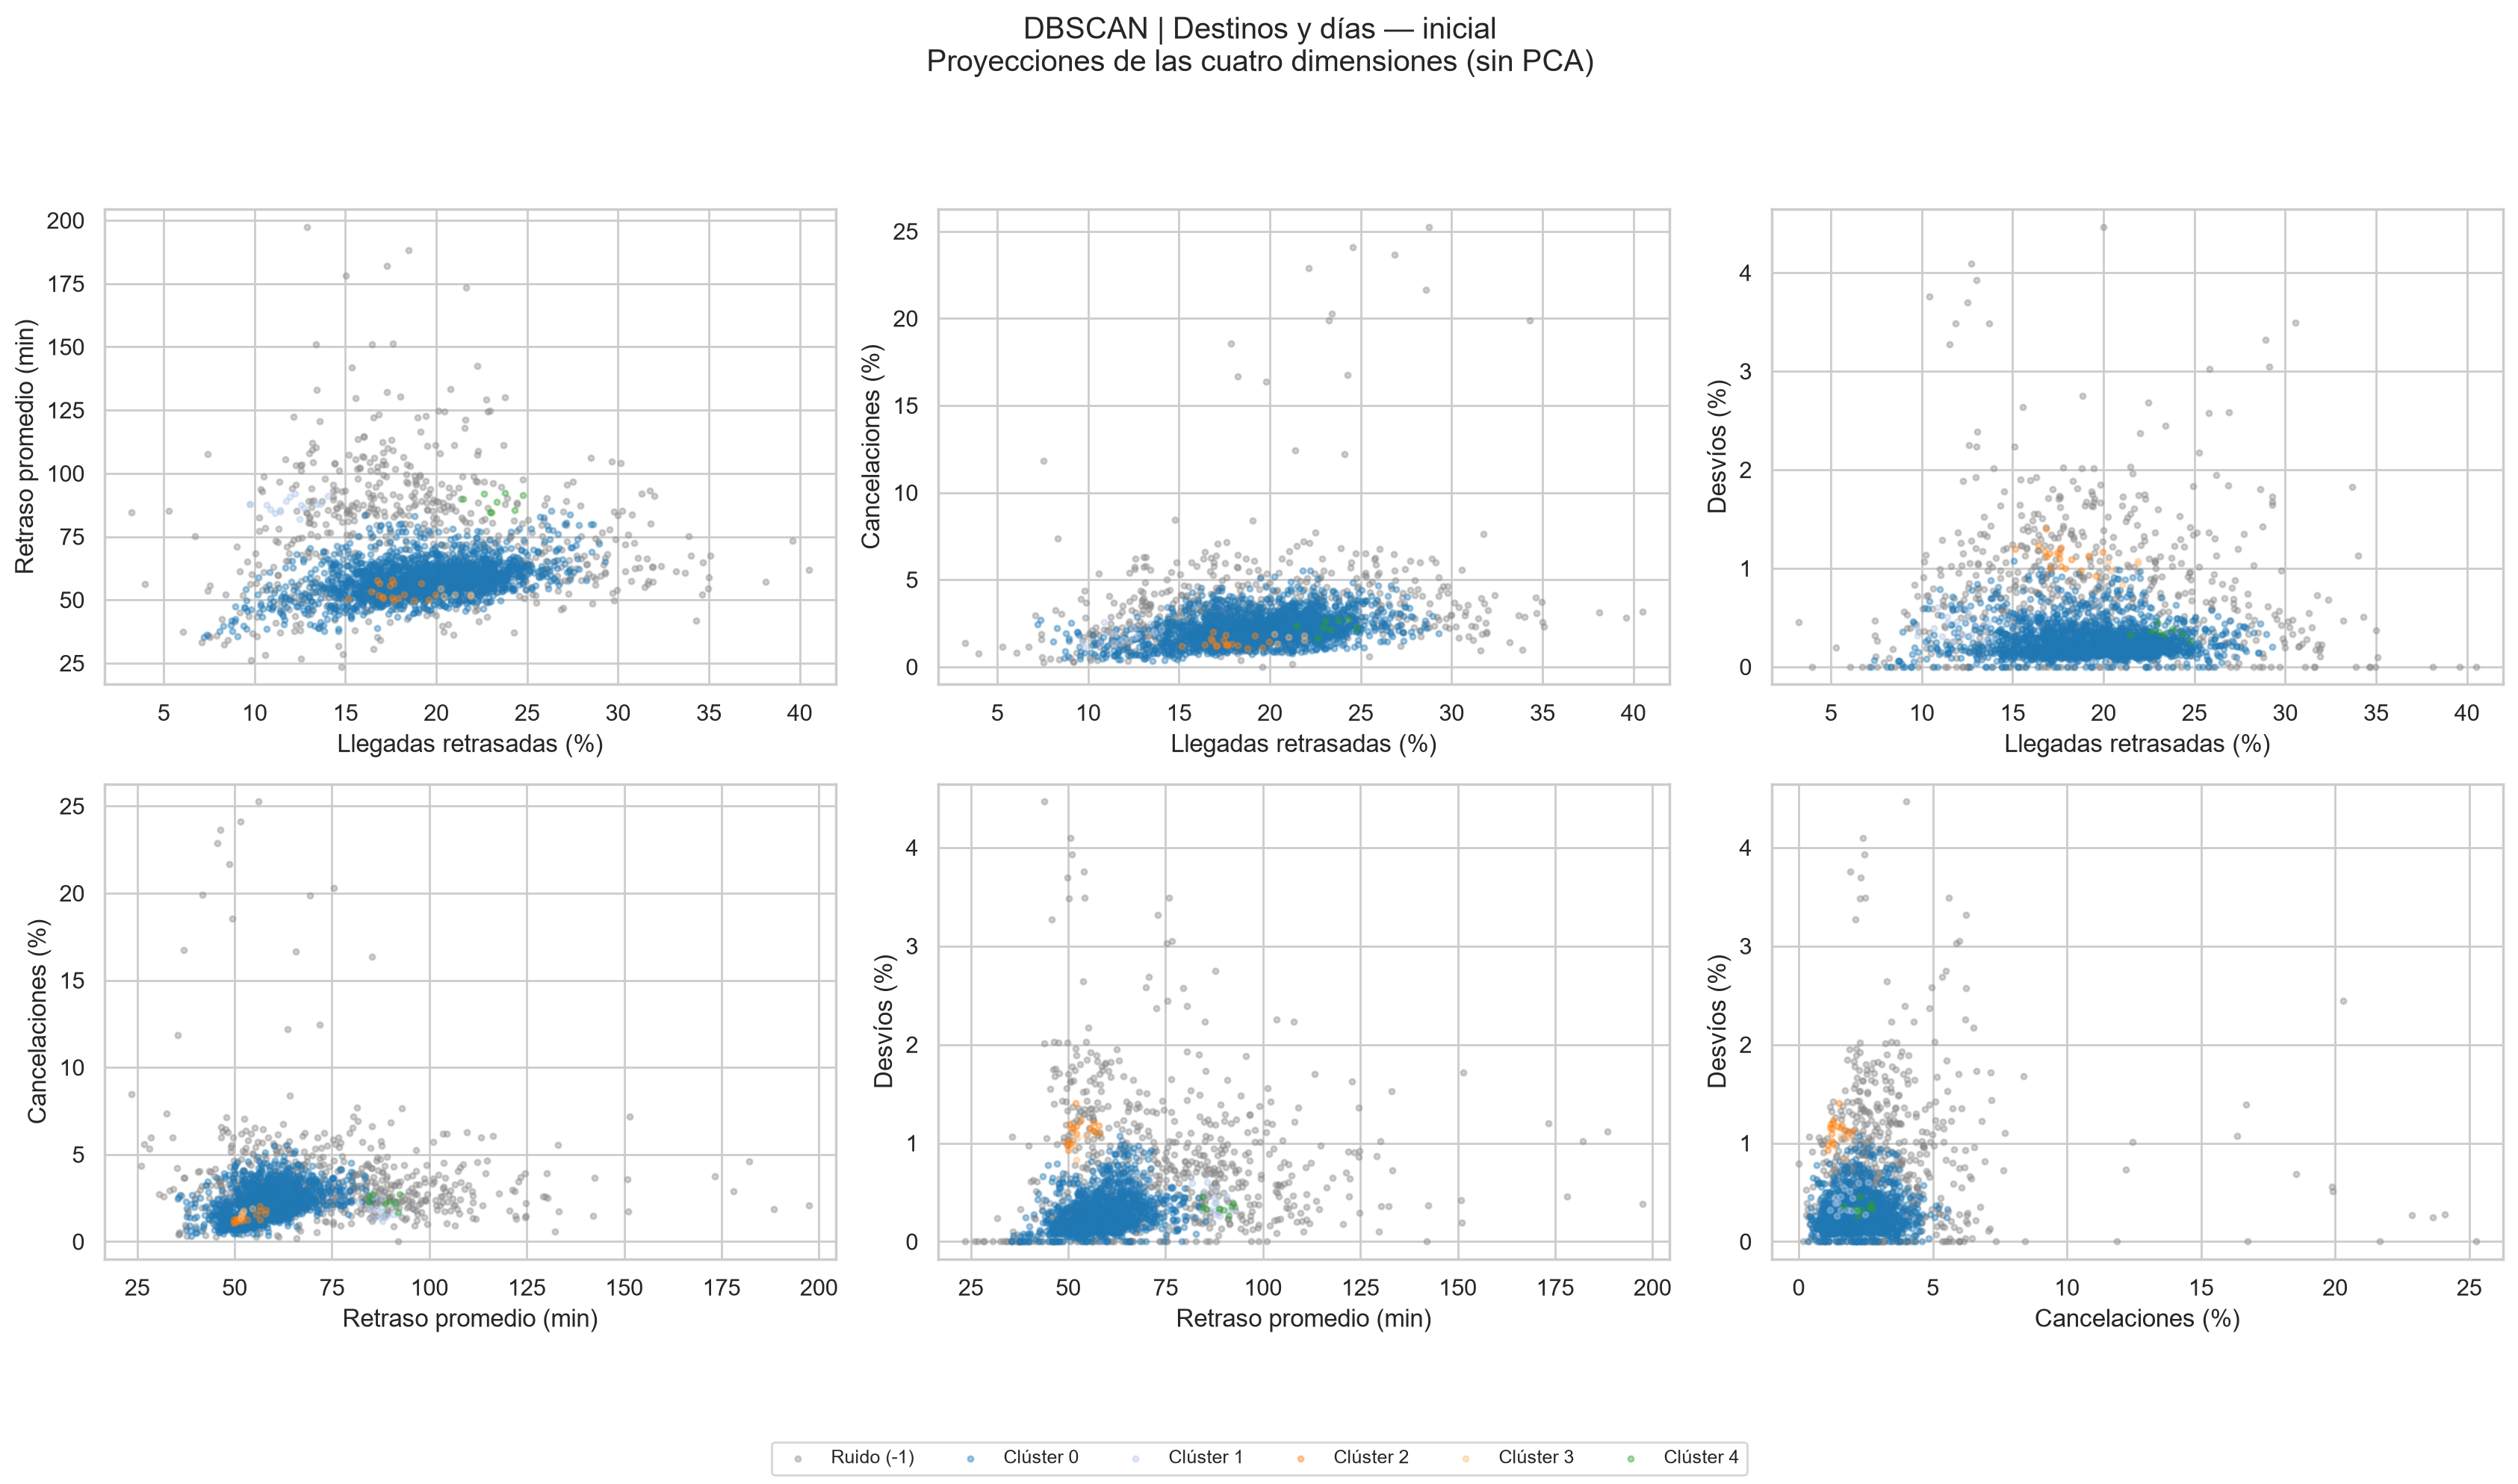 DBSCAN | Destinos y días — inicial
Proyecciones de las cuatro dimensiones (sin PCA)
200
175
150
125
100
75
50
25
Retraso promedio (min)
5 10 15 20 25 30 35 40
Llegadas retrasadas (%)
25
20
15
10
5
0
Cancelaciones (%)
5 10 15 20 25 30 35 40
Llegadas retrasadas (%)
4
3
2
1
0
Desvíos (%)
5 10 15 20 25 30 35 40
Llegadas retrasadas (%)
25
20
15
10
5
0
Cancelaciones (%)
25 50 75 100 125 150 175 200
Retraso promedio (min)
4
3
2
1
0
Desvíos (%)
25 50 75 100 125 150 175 200
Retraso promedio (min)
4
3
2
1
0
Desvíos (%)
0 5 10 15 20 25
Cancelaciones (%)
Ruido (-1) Clúster 0 Clúster 1 Clúster 2 Clúster 3 Clúster 4